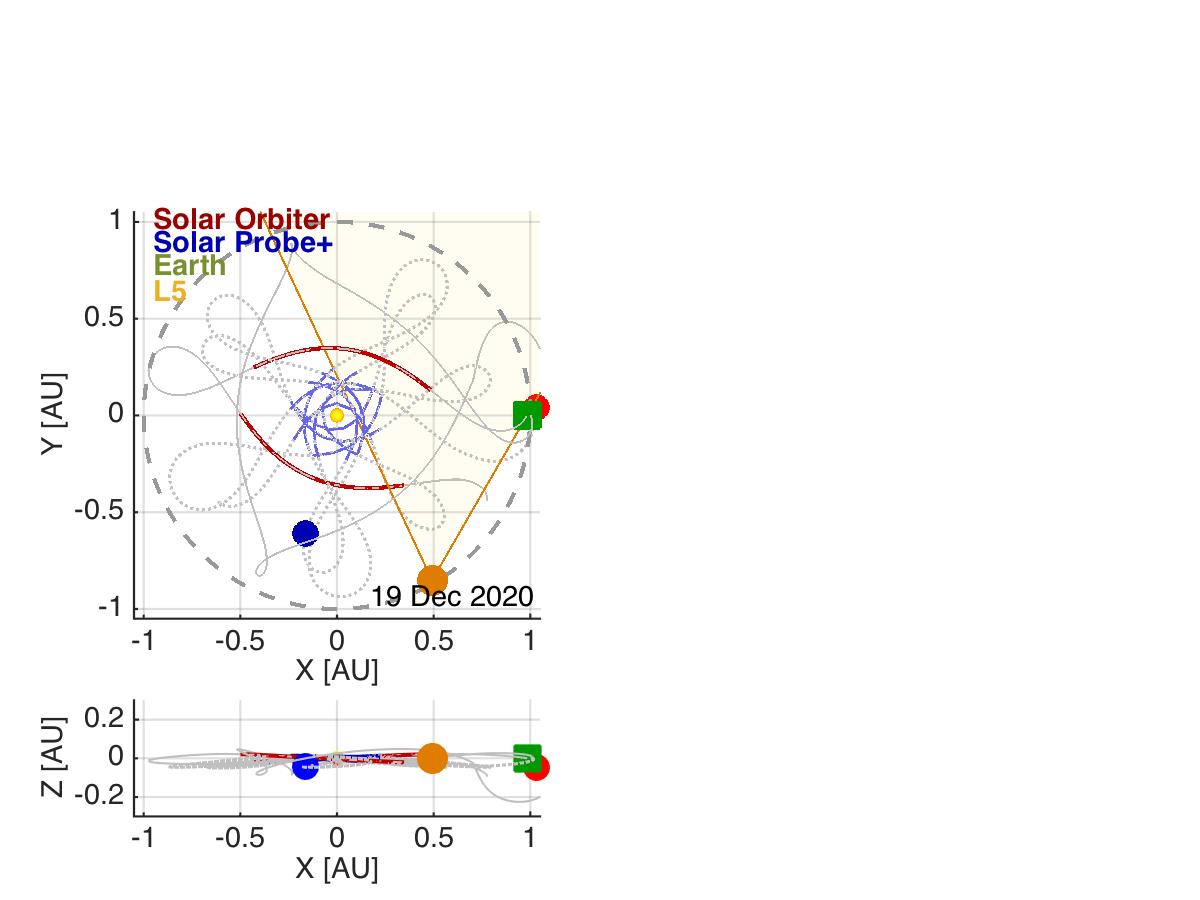 1
0.5
0
-0.5
-1
Y [AU]
Solar Orbiter
Solar Probe+
Earth
L5
19 Dec 2020
-1 -0.5 0 0.5 1
X [AU]
0.2
0
-0.2
Z [AU]
-1 -0.5 0 0.5 1
X [AU]